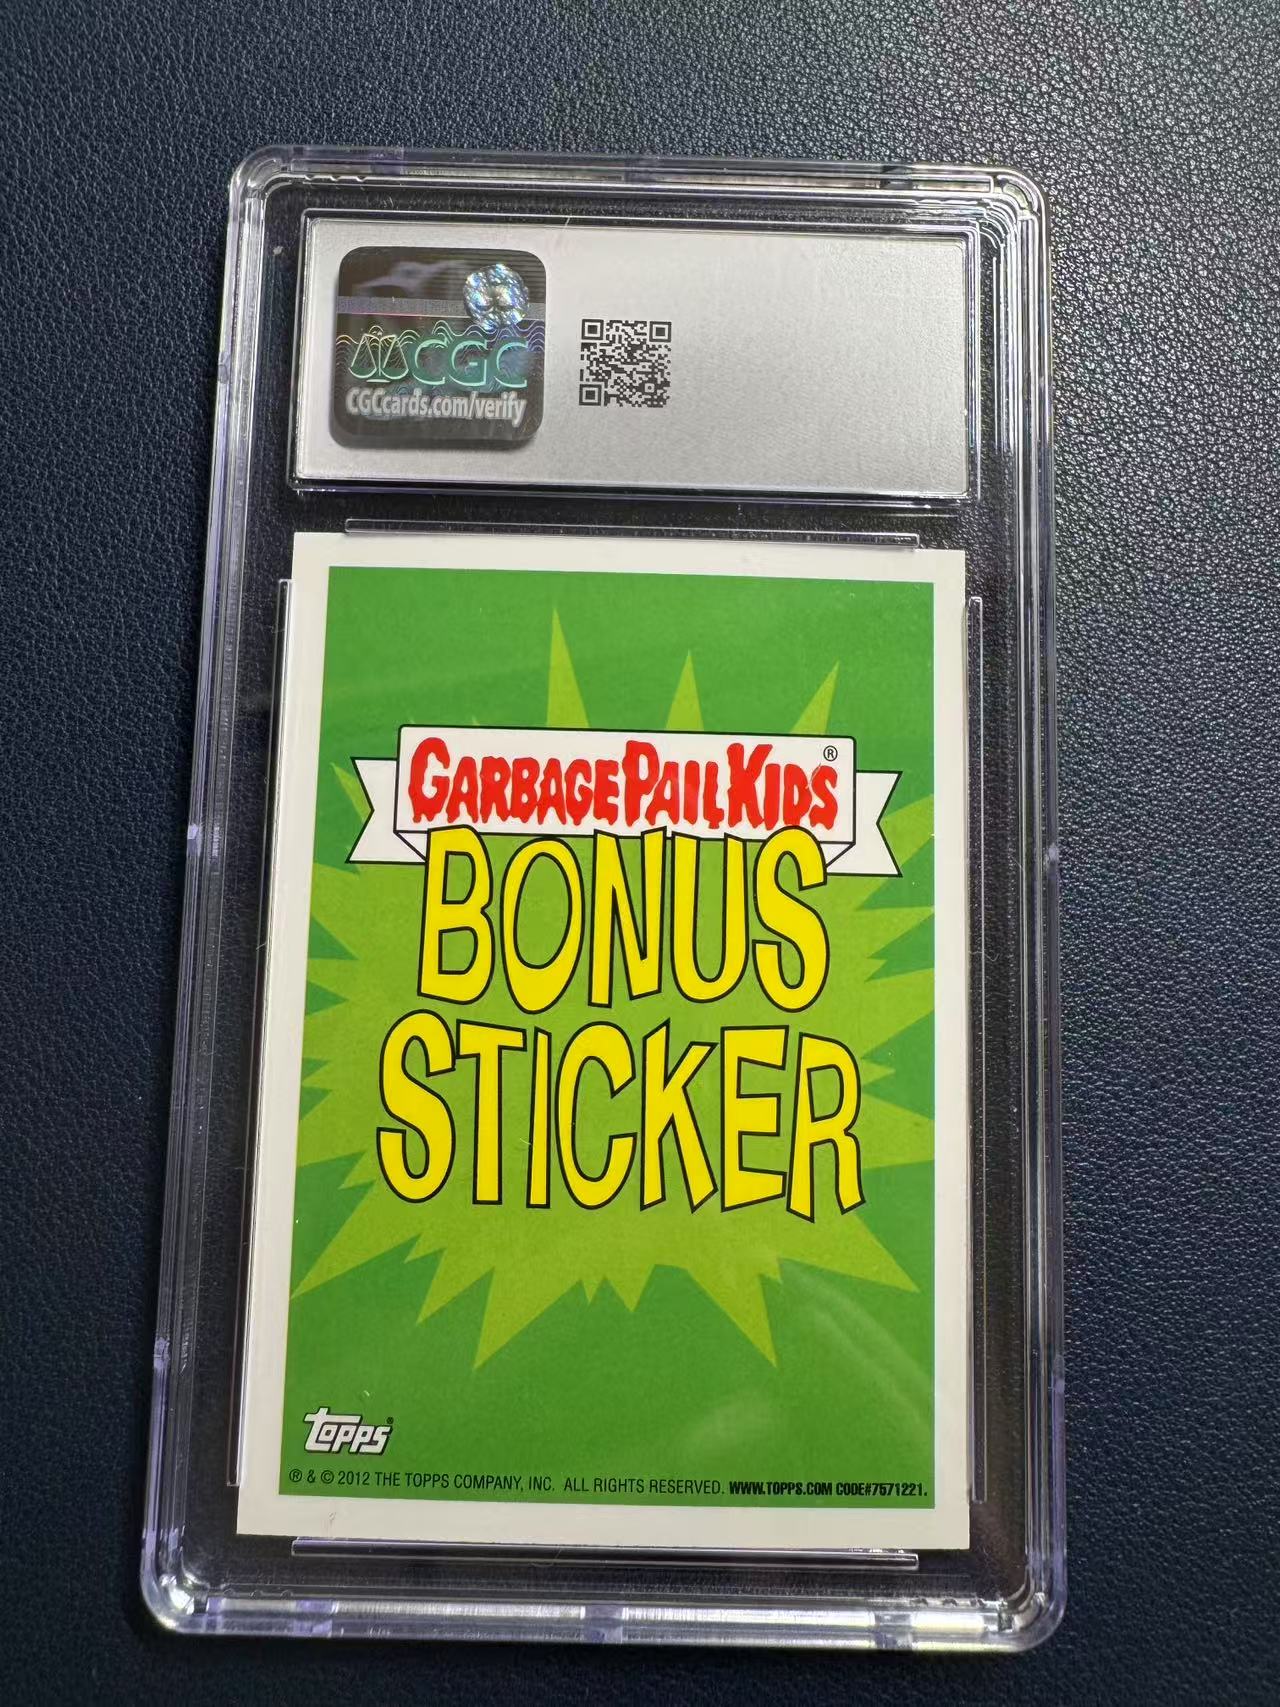 CGC
CGCcards.com/verify
GARBAGE PAIL KIDS®
BONUS
STICKER
Topps®
® & © 2012 THE TOPPS COMPANY, INC. ALL RIGHTS RESERVED. WWW.TOPPS.COM CODE#7571221.